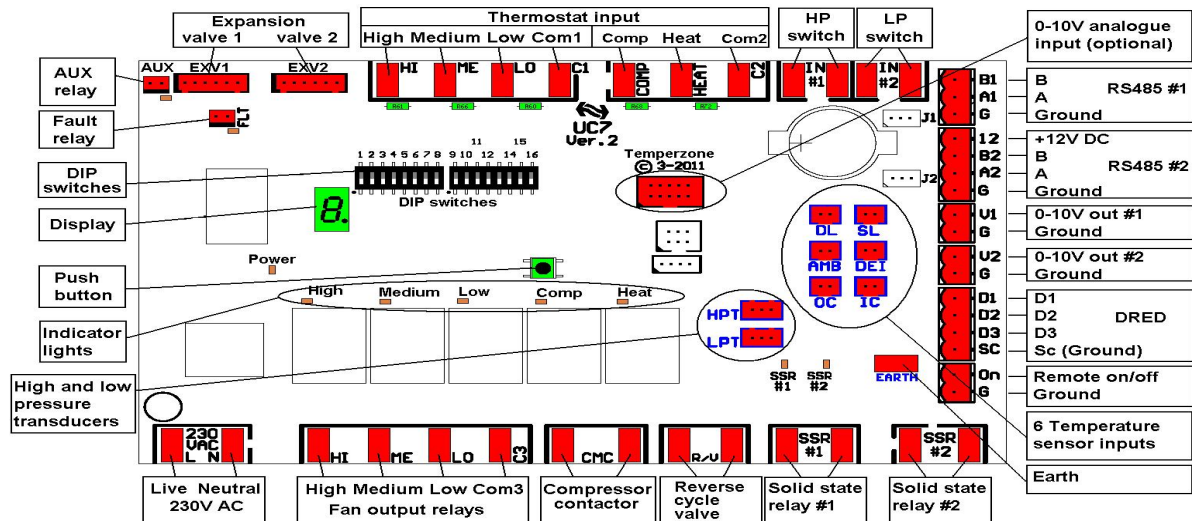 Expansion
valve 1 valve 2
Thermostat input
High Medium Low Com1
Comp Heat Com2
HP
switch
LP
switch
0-10V analogue
input (optional)
AUX
relay
Fault
relay
DIP
switches
Display
Push
button
Indicator
lights
High and low
pressure
transducers
AUX EXV1 EXV2
FLT
HI ME LO C1
COMP HEAT C2
IN
#1
IN
#2
R61 R66 R60 R68 R72
UC7
Ver.2
Temperzone
© 3-2011
J1
J2
11 15
1 2 3 4 5 6 7 8 9 10 12 13 14 16
DIP switches
8.
Power
High Medium Low Comp Heat
DL SL
AMB DEI
OC IC
HPT
LPT
SSR
#1
SSR
#2
EARTH
B1 B
A1 A
G Ground
RS485 #1
12 +12V DC
B2 B
A2 A
G Ground
RS485 #2
V1 0-10V out #1
G Ground
V2 0-10V out #2
G Ground
D1 D1
D2 D2
D3 D3
SC Sc (Ground)
DRED
On Remote on/off
G Ground
6 Temperature
sensor inputs
Earth
230
VAC
L N
HI ME LO C3
CMC
R/V
SSR
#1
SSR
#2
Live Neutral
230V AC
High Medium Low Com3
Fan output relays
Compressor
contactor
Reverse
cycle
valve
Solid state
relay #1
Solid state
relay #2